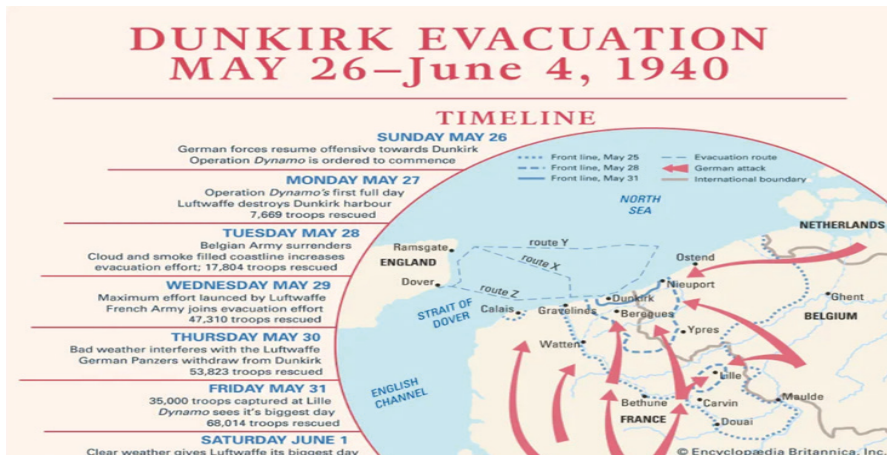 DUNKIRK EVACUATION
MAY 26–June 4, 1940
TIMELINE
SUNDAY MAY 26
German forces resume offensive towards Dunkirk
Operation Dynamo is ordered to commence
MONDAY MAY 27
Operation Dynamo's first full day
Luftwaffe destroys Dunkirk harbour
7,669 troops rescued
TUESDAY MAY 28
Belgian Army surrenders
Cloud and smoke filled coastline increases
evacuation effort; 17,804 troops rescued
WEDNESDAY MAY 29
Maximum effort launced by Luftwaffe
French Army joins evacuation effort
47,310 troops rescued
THURSDAY MAY 30
Bad weather interferes with the Luftwaffe
German Panzers withdraw from Dunkirk
53,823 troops rescued
FRIDAY MAY 31
35,000 troops captured at Lille
Dynamo sees it's biggest day
68,014 troops rescued
SATURDAY JUNE 1
Clear weather gives Luftwaffe its biggest day
Front line, May 25
Front line, May 28
Front line, May 31
Evacuation route
German attack
International boundary
NORTH
SEA
NETHERLANDS
Ramsgate
ENGLAND
Dover
route Y
route X
route Z
STRAIT OF
DOVER
Ostend
Nieuport
Dunkirk
Calais
Gravelines
Bergues
Ghent
BELGIUM
Ypres
Watten
ENGLISH
CHANNEL
Lille
Bethune
Carvin
Maulde
FRANCE
Douai
© Encyclopædia Britannica, Inc.